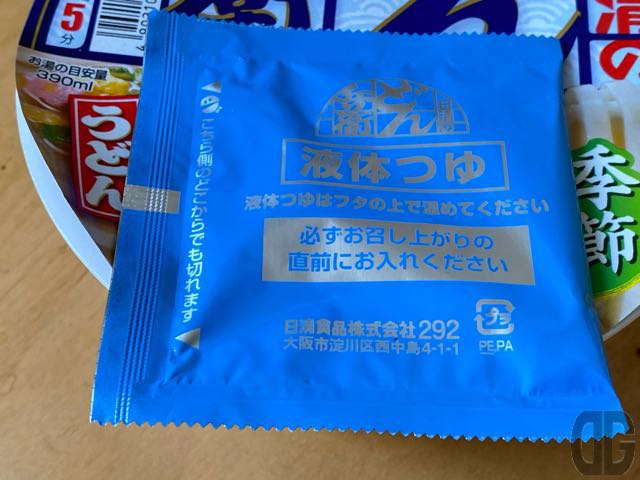 5分
お湯の目安量
390ml
うどん
季節
日清
どん兵衛
液体つゆ
液体つゆはフタの上で温めてください
必ずお召し上がりの
直前にお入れください
こちら側のどこからでも切れます
日清食品株式会社292
大阪市淀川区西中島4-1-1
プラ
PE,PA
DG